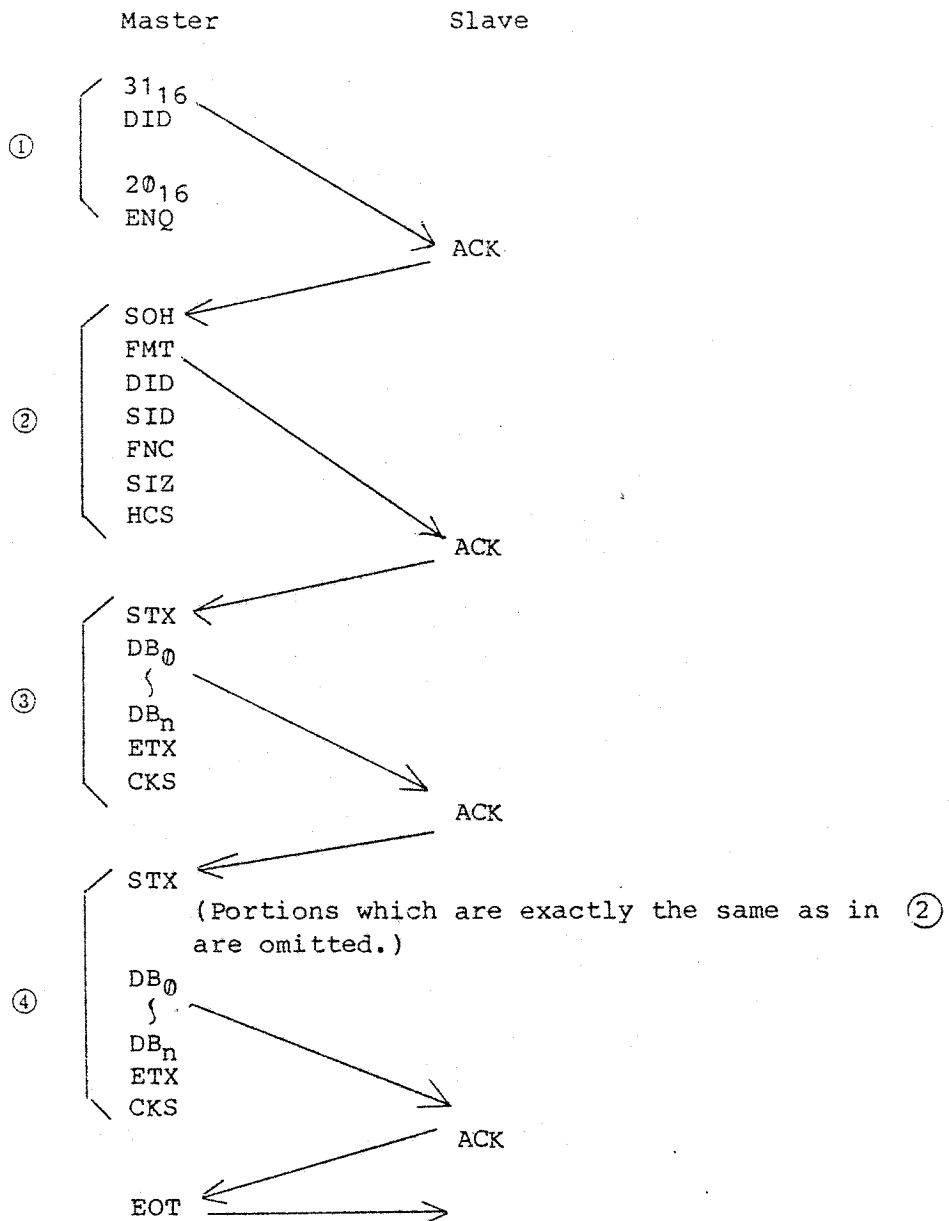 Master Slave
① 31₁₆
DID
20₁₆
ENQ
ACK
SOH
FMT
DID
② SID
FNC
SIZ
HCS
ACK
STX
DB₀
③ ∫
DBₙ
ETX
CKS
ACK
STX
(Portions which are exactly the same as in ②
are omitted.)
DB₀
④ ∫
DBₙ
ETX
CKS
ACK
EOT